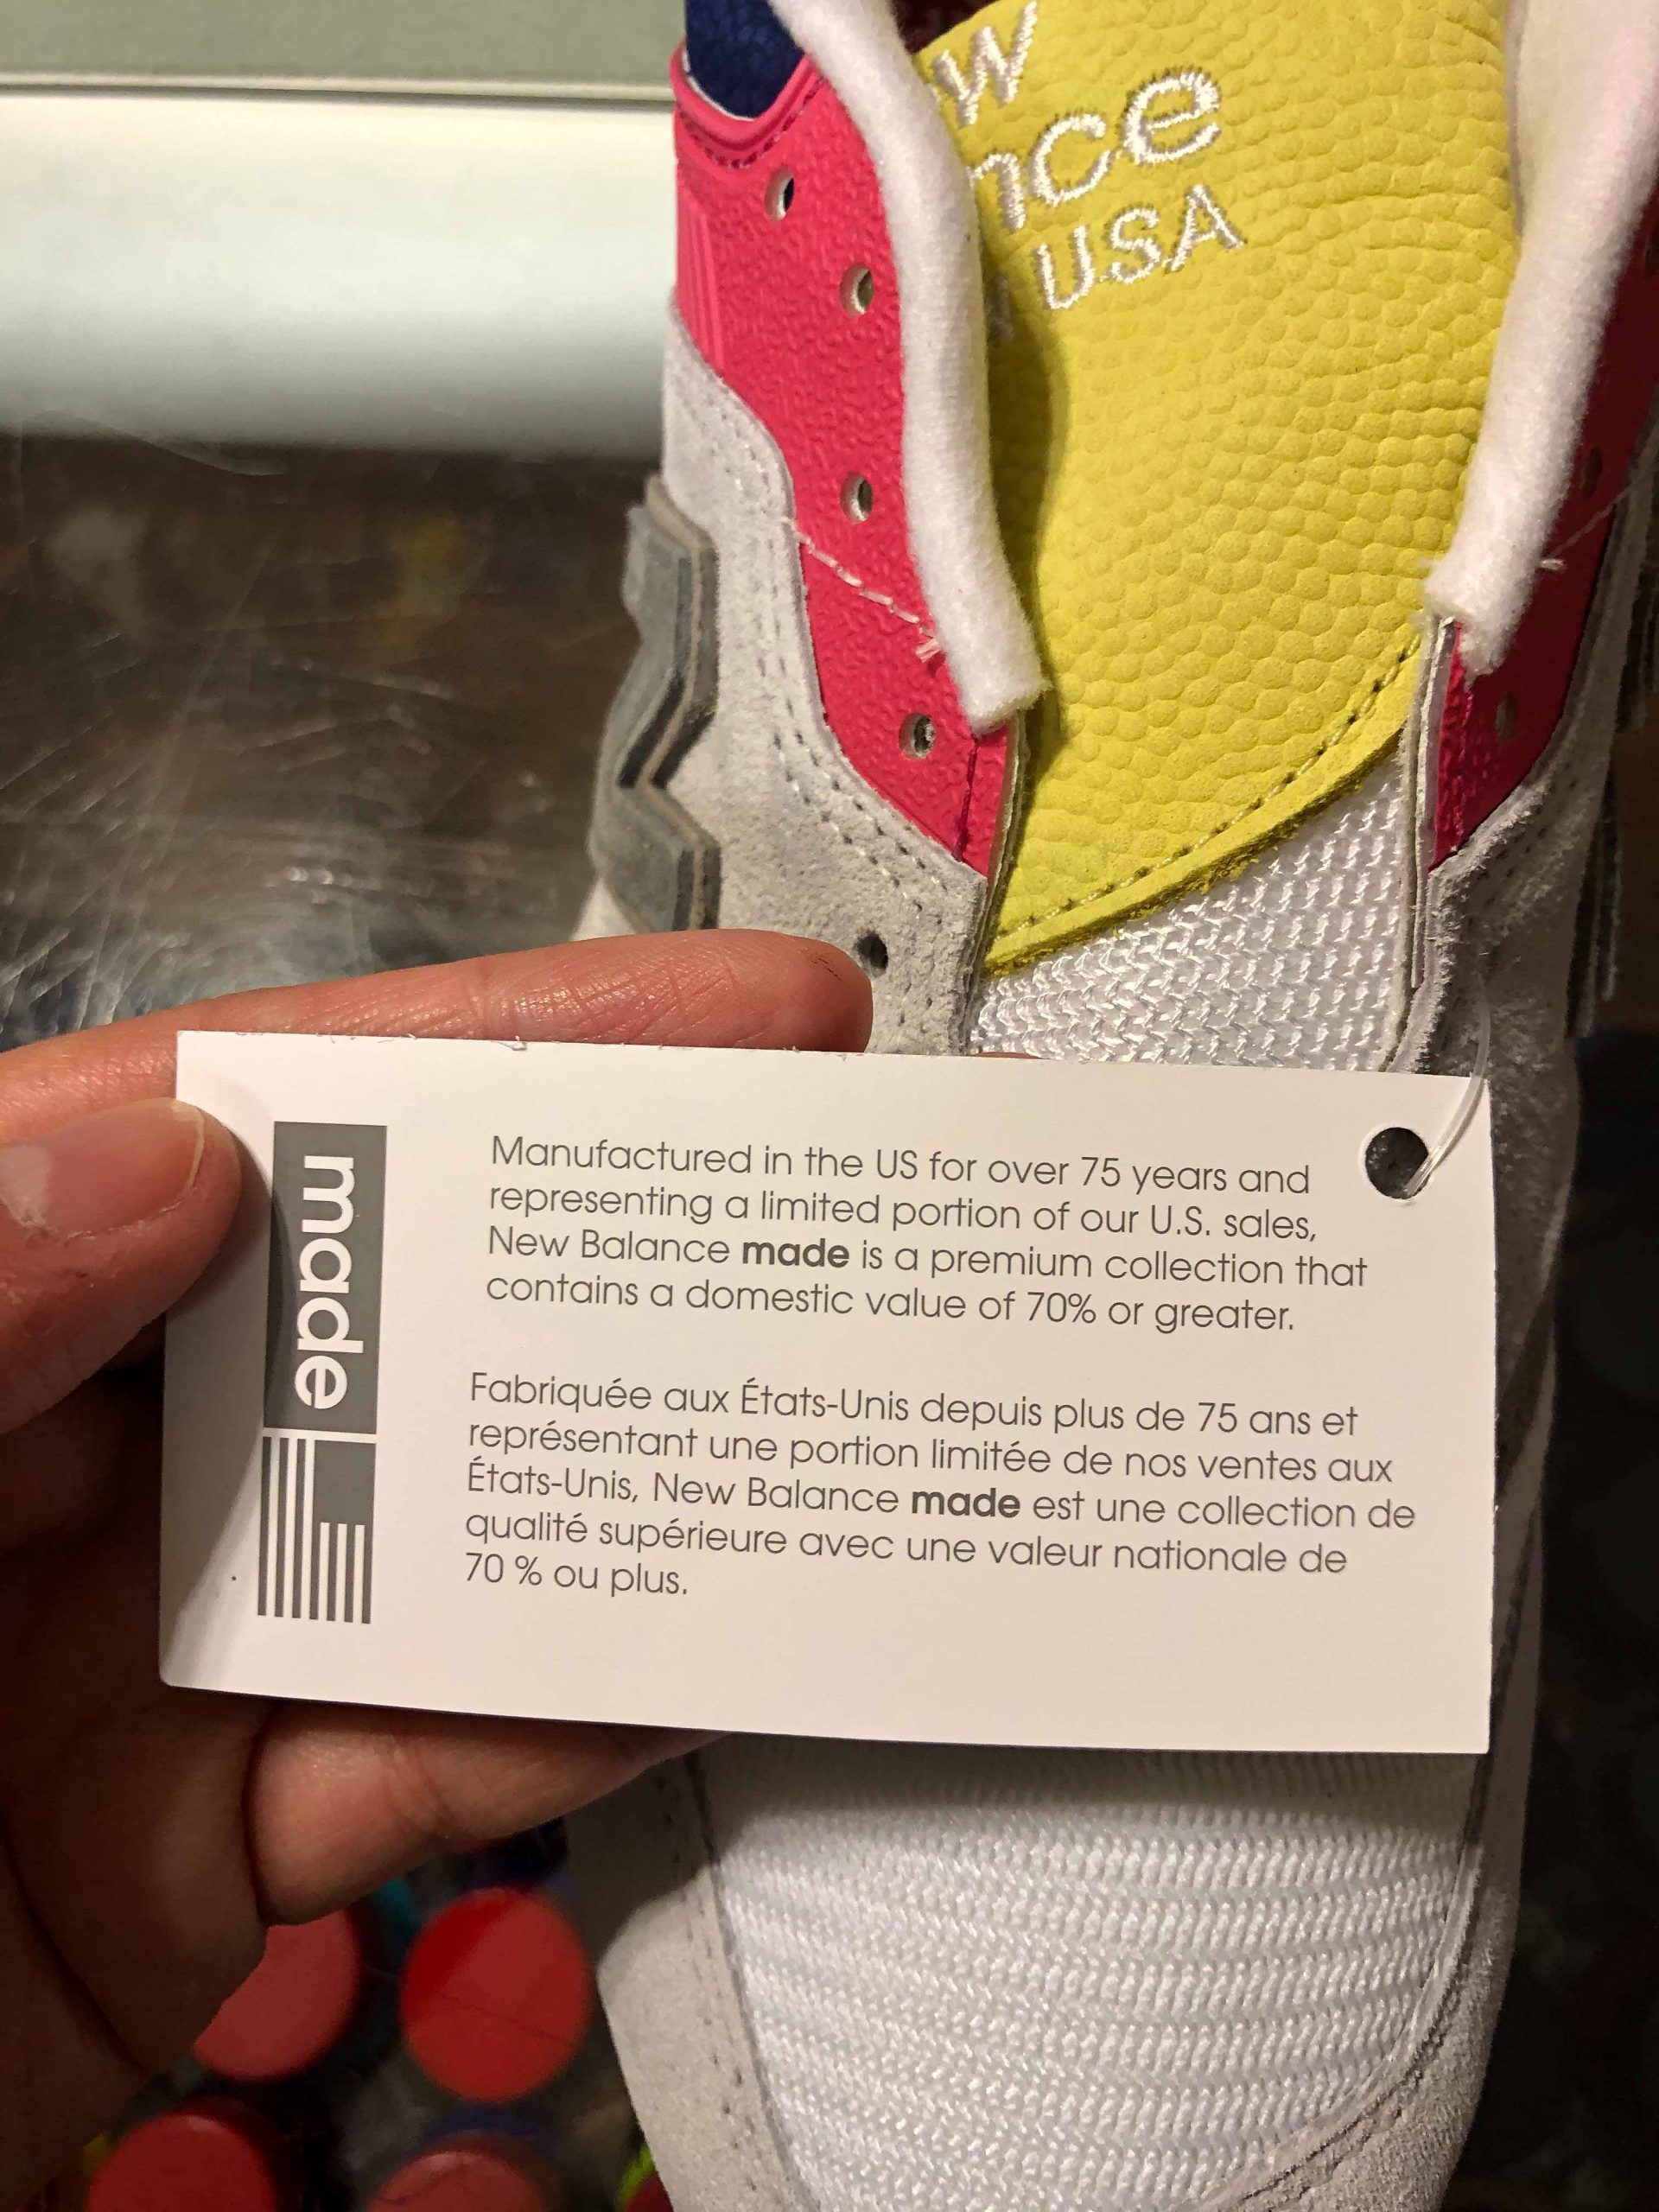 USA
made
Manufactured in the US for over 75 years and
representing a limited portion of our U.S. sales,
New Balance made is a premium collection that
contains a domestic value of 70% or greater.
Fabriquée aux États-Unis depuis plus de 75 ans et
représentant une portion limitée de nos ventes aux
États-Unis, New Balance made est une collection de
qualité supérieure avec une valeur nationale de
70 % ou plus.